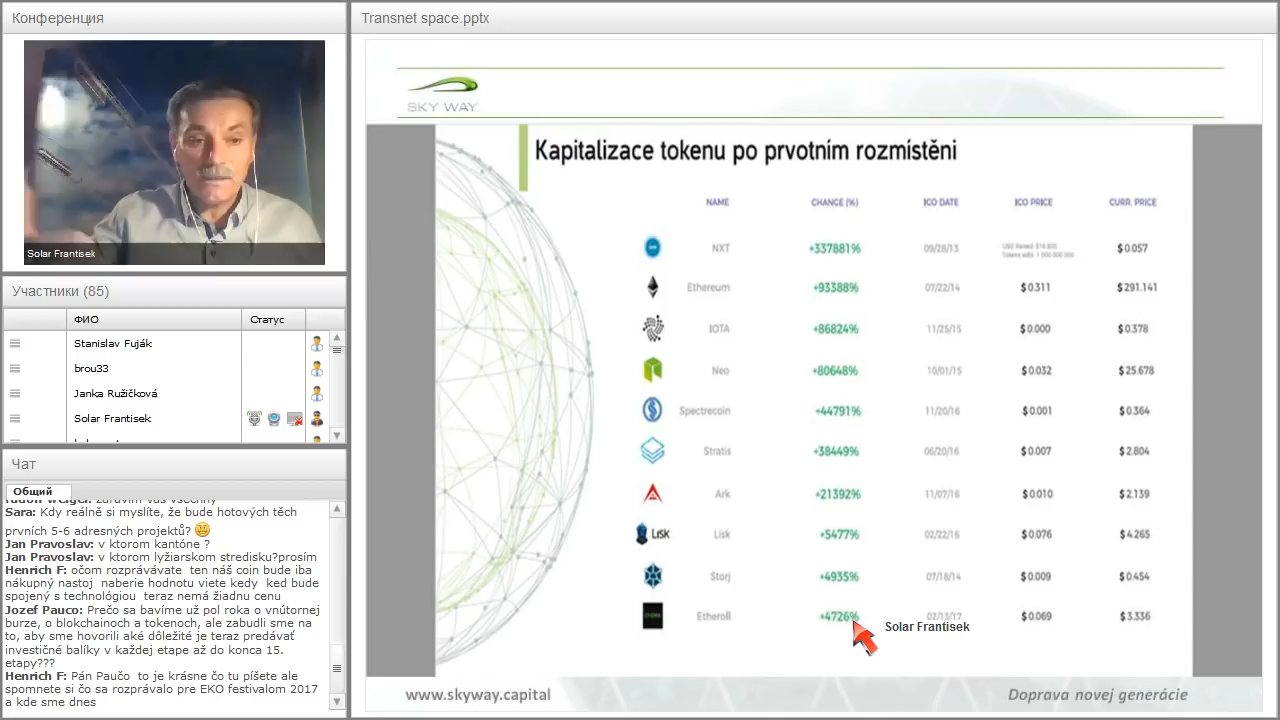 Конференция
Solar Frantisek
Участники (85)
ФИО Статус
Stanislav Fuják
brou33
Janka Ružičková
Solar Frantisek
Чат
Общий
zdravím vás všechny
Sara: Kdy reálně si myslíte, že bude hotových těch
prvních 5-6 adresných projektů?
Jan Pravoslav: v ktorom kantóne ?
Jan Pravoslav: v ktorom lyžiarskom stredisku?prosím
Henrich F: očom rozprávávate ten náš coin bude iba
nákupný nastoj nabere hodnotu viete kedy ked bude
spojený s technológiou teraz nemá žiadnu cenu
Jozef Pauco: Prečo sa bavíme už pol roka o vnútornej
burze, o blokchainoch a tokenoch, ale zabudli sme na
to, aby sme hovorili aké dôležité je teraz predávať
investičné balíky v každej etape až do konca 15.
etapy???
Henrich F: Pán Paučo to je krásne čo tu píšete ale
spomnete si čo sa rozprávalo pre EKO festivalom 2017
a kde sme dnes
Transnet space.pptx
SKY WAY
Kapitalizace tokenu po prvotním rozmístění
NAME CHANGE (%) ICO DATE ICO PRICE CURR. PRICE
NXT +337881% 09/28/13 $0.057
Ethereum +93388% 07/22/14 $0.311 $291.141
IOTA +86824% 11/25/15 $0.000 $0.378
Neo +80648% 10/01/15 $0.032 $25.678
Spectrecoin +44791% 11/20/16 $0.001 $0.364
Stratis +38449% 06/20/16 $0.007 $2.804
Ark +21392% 11/07/16 $0.010 $2.139
LISK Lisk +5477% 02/22/16 $0.076 $4.265
Storj +4935% 07/18/14 $0.009 $0.454
Etheroll +4726% 02/13/17 $0.069 $3.336
Solar Frantisek
www.skyway.capital
Doprava novej generácie